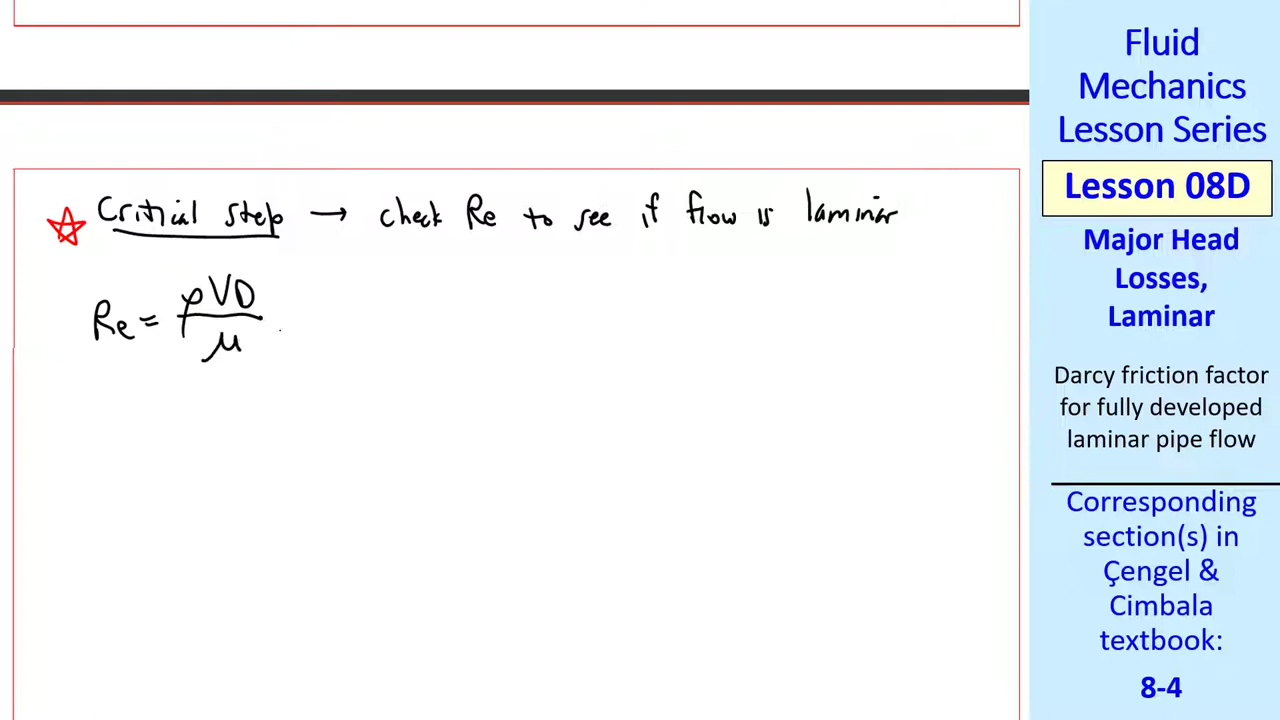 ☆ Critial step → check Re to see if flow is laminar
Re = ρVD / μ
Fluid
Mechanics
Lesson Series
Lesson 08D
Major Head
Losses,
Laminar
Darcy friction factor
for fully developed
laminar pipe flow
Corresponding
section(s) in
Çengel &
Cimbala
textbook:
8-4